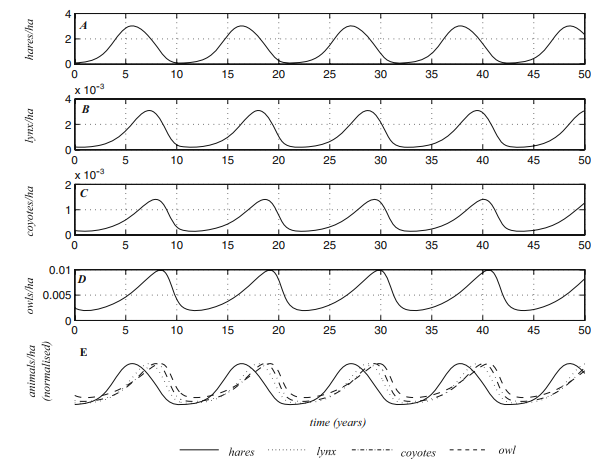 hares/ha
4
2
0
A
0 5 10 15 20 25 30 35 40 45 50
x 10⁻³
lynx/ha
4
2
0
B
0 5 10 15 20 25 30 35 40 45 50
x 10⁻³
coyotes/ha
2
1
0
C
0 5 10 15 20 25 30 35 40 45 50
owls/ha
0.01
0.005
0
D
0 5 10 15 20 25 30 35 40 45 50
animals/ha
(normalised)
E
time (years)
hares lynx coyotes owl